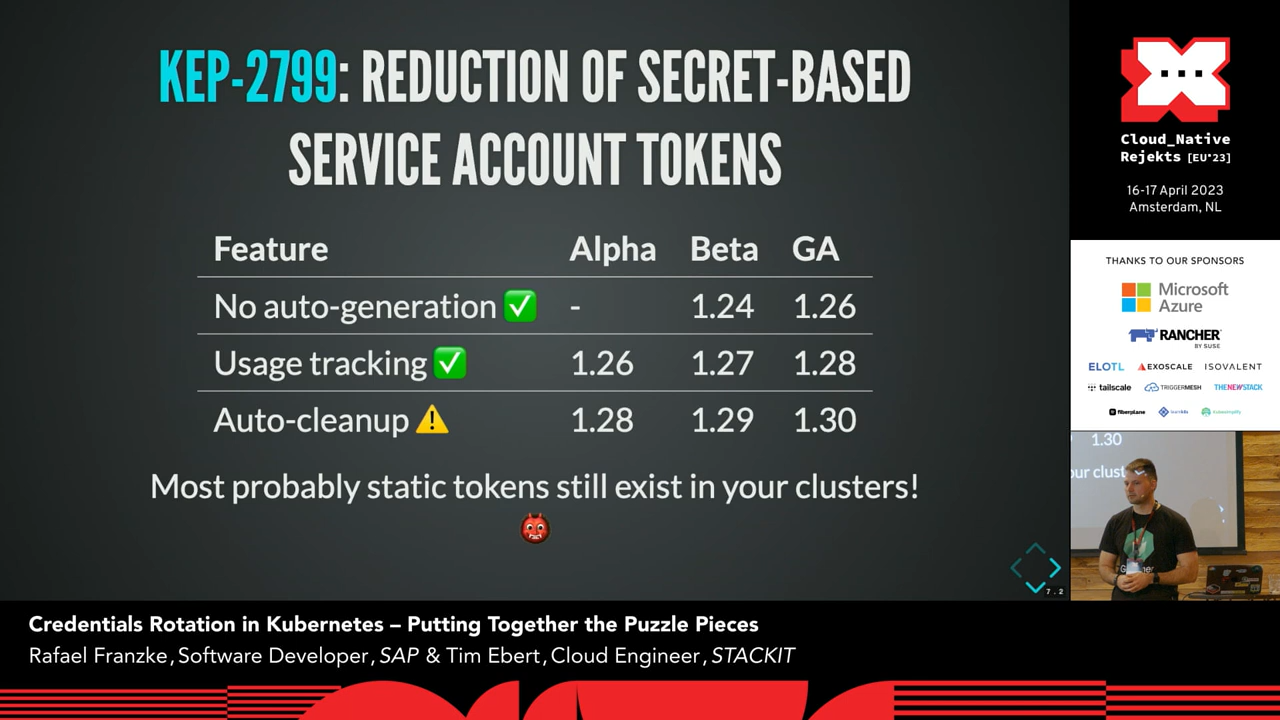 KEP-2799: REDUCTION OF SECRET-BASED
SERVICE ACCOUNT TOKENS
Feature Alpha Beta GA
No auto-generation ✅ - 1.24 1.26
Usage tracking ✅ 1.26 1.27 1.28
Auto-cleanup ⚠️ 1.28 1.29 1.30
Most probably static tokens still exist in your clusters!
7.2
Cloud_Native
Rejekts [EU'23]
16-17 April 2023
Amsterdam, NL
THANKS TO OUR SPONSORS
Microsoft
Azure
RANCHER
BY SUSE
ELOTL EXOSCALE ISOVALENT
tailscale TRIGGERMESH THENEWSTACK
fiberplane
1.30
our clust
Credentials Rotation in Kubernetes – Putting Together the Puzzle Pieces
Rafael Franzke, Software Developer, SAP & Tim Ebert, Cloud Engineer, STACKIT